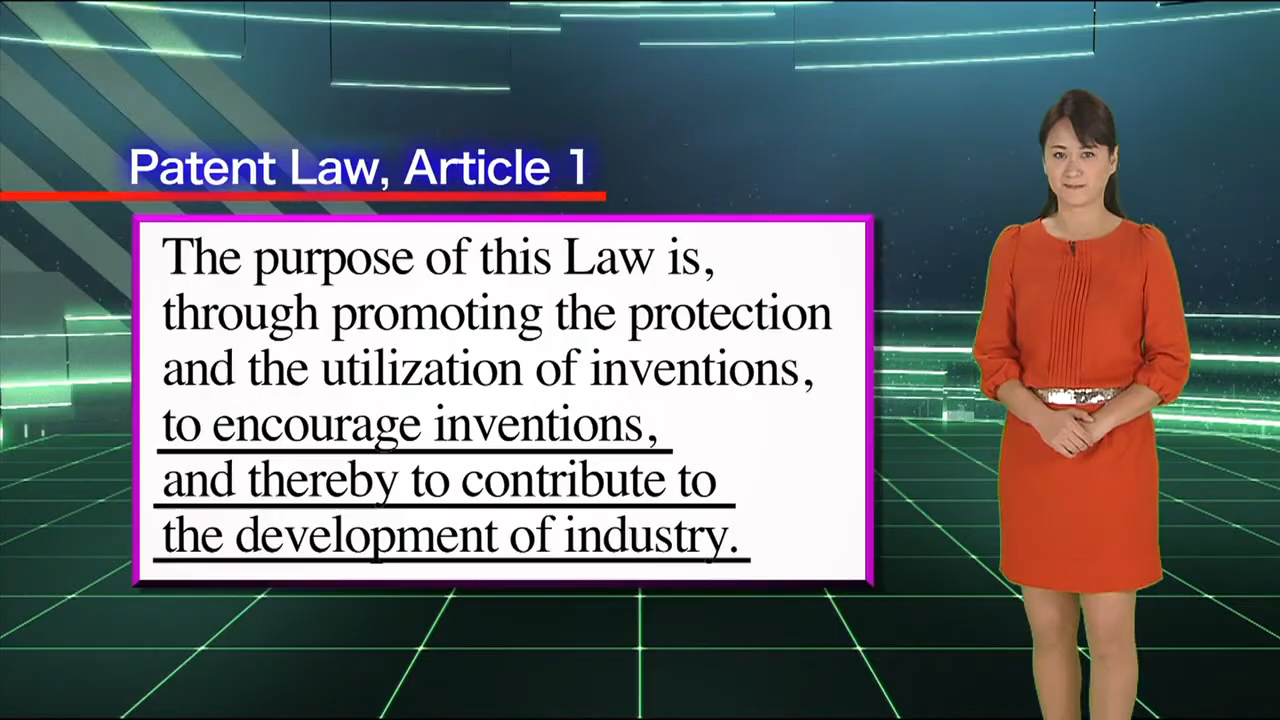 Patent Law, Article 1
The purpose of this Law is,
through promoting the protection
and the utilization of inventions,
to encourage inventions,
and thereby to contribute to
the development of industry.